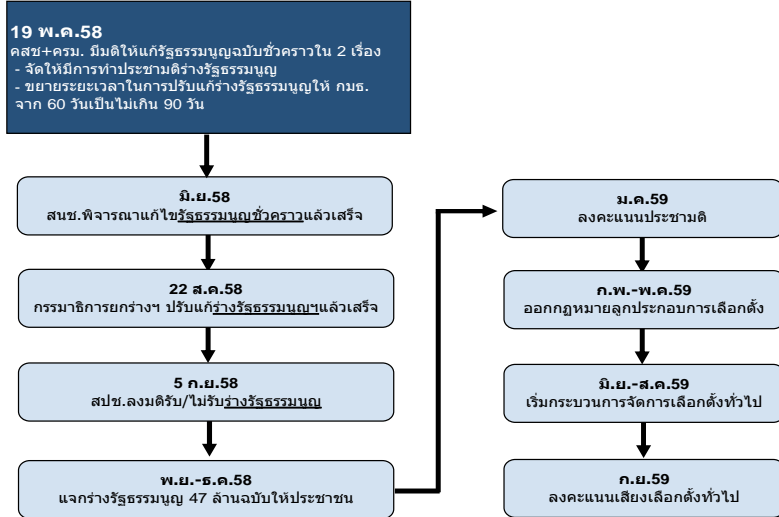 19 พ.ค.58
คสช+ครม. มีมติให้แก้รัฐธรรมนูญฉบับชั่วคราวใน 2 เรื่อง
- จัดให้มีการทำประชามติร่างรัฐธรรมนูญ
- ขยายระยะเวลาในการปรับแก้ร่างรัฐธรรมนูญให้ กมธ.
จาก 60 วันเป็นไม่เกิน 90 วัน
มิ.ย.58
สนช.พิจารณาแก้ไขรัฐธรรมนูญชั่วคราวแล้วเสร็จ
22 ส.ค.58
กรรมาธิการยกร่างฯ ปรับแก้ร่างรัฐธรรมนูญฯแล้วเสร็จ
5 ก.ย.58
สปช.ลงมติรับ/ไม่รับร่างรัฐธรรมนูญ
พ.ย.-ธ.ค.58
แจกร่างรัฐธรรมนูญ 47 ล้านฉบับให้ประชาชน
ม.ค.59
ลงคะแนนประชามติ
ก.พ.-พ.ค.59
ออกกฏหมายลูกประกอบการเลือกตั้ง
มิ.ย.-ส.ค.59
เริ่มกระบวนการจัดการเลือกตั้งทั่วไป
ก.ย.59
ลงคะแนนเสียงเลือกตั้งทั่วไป